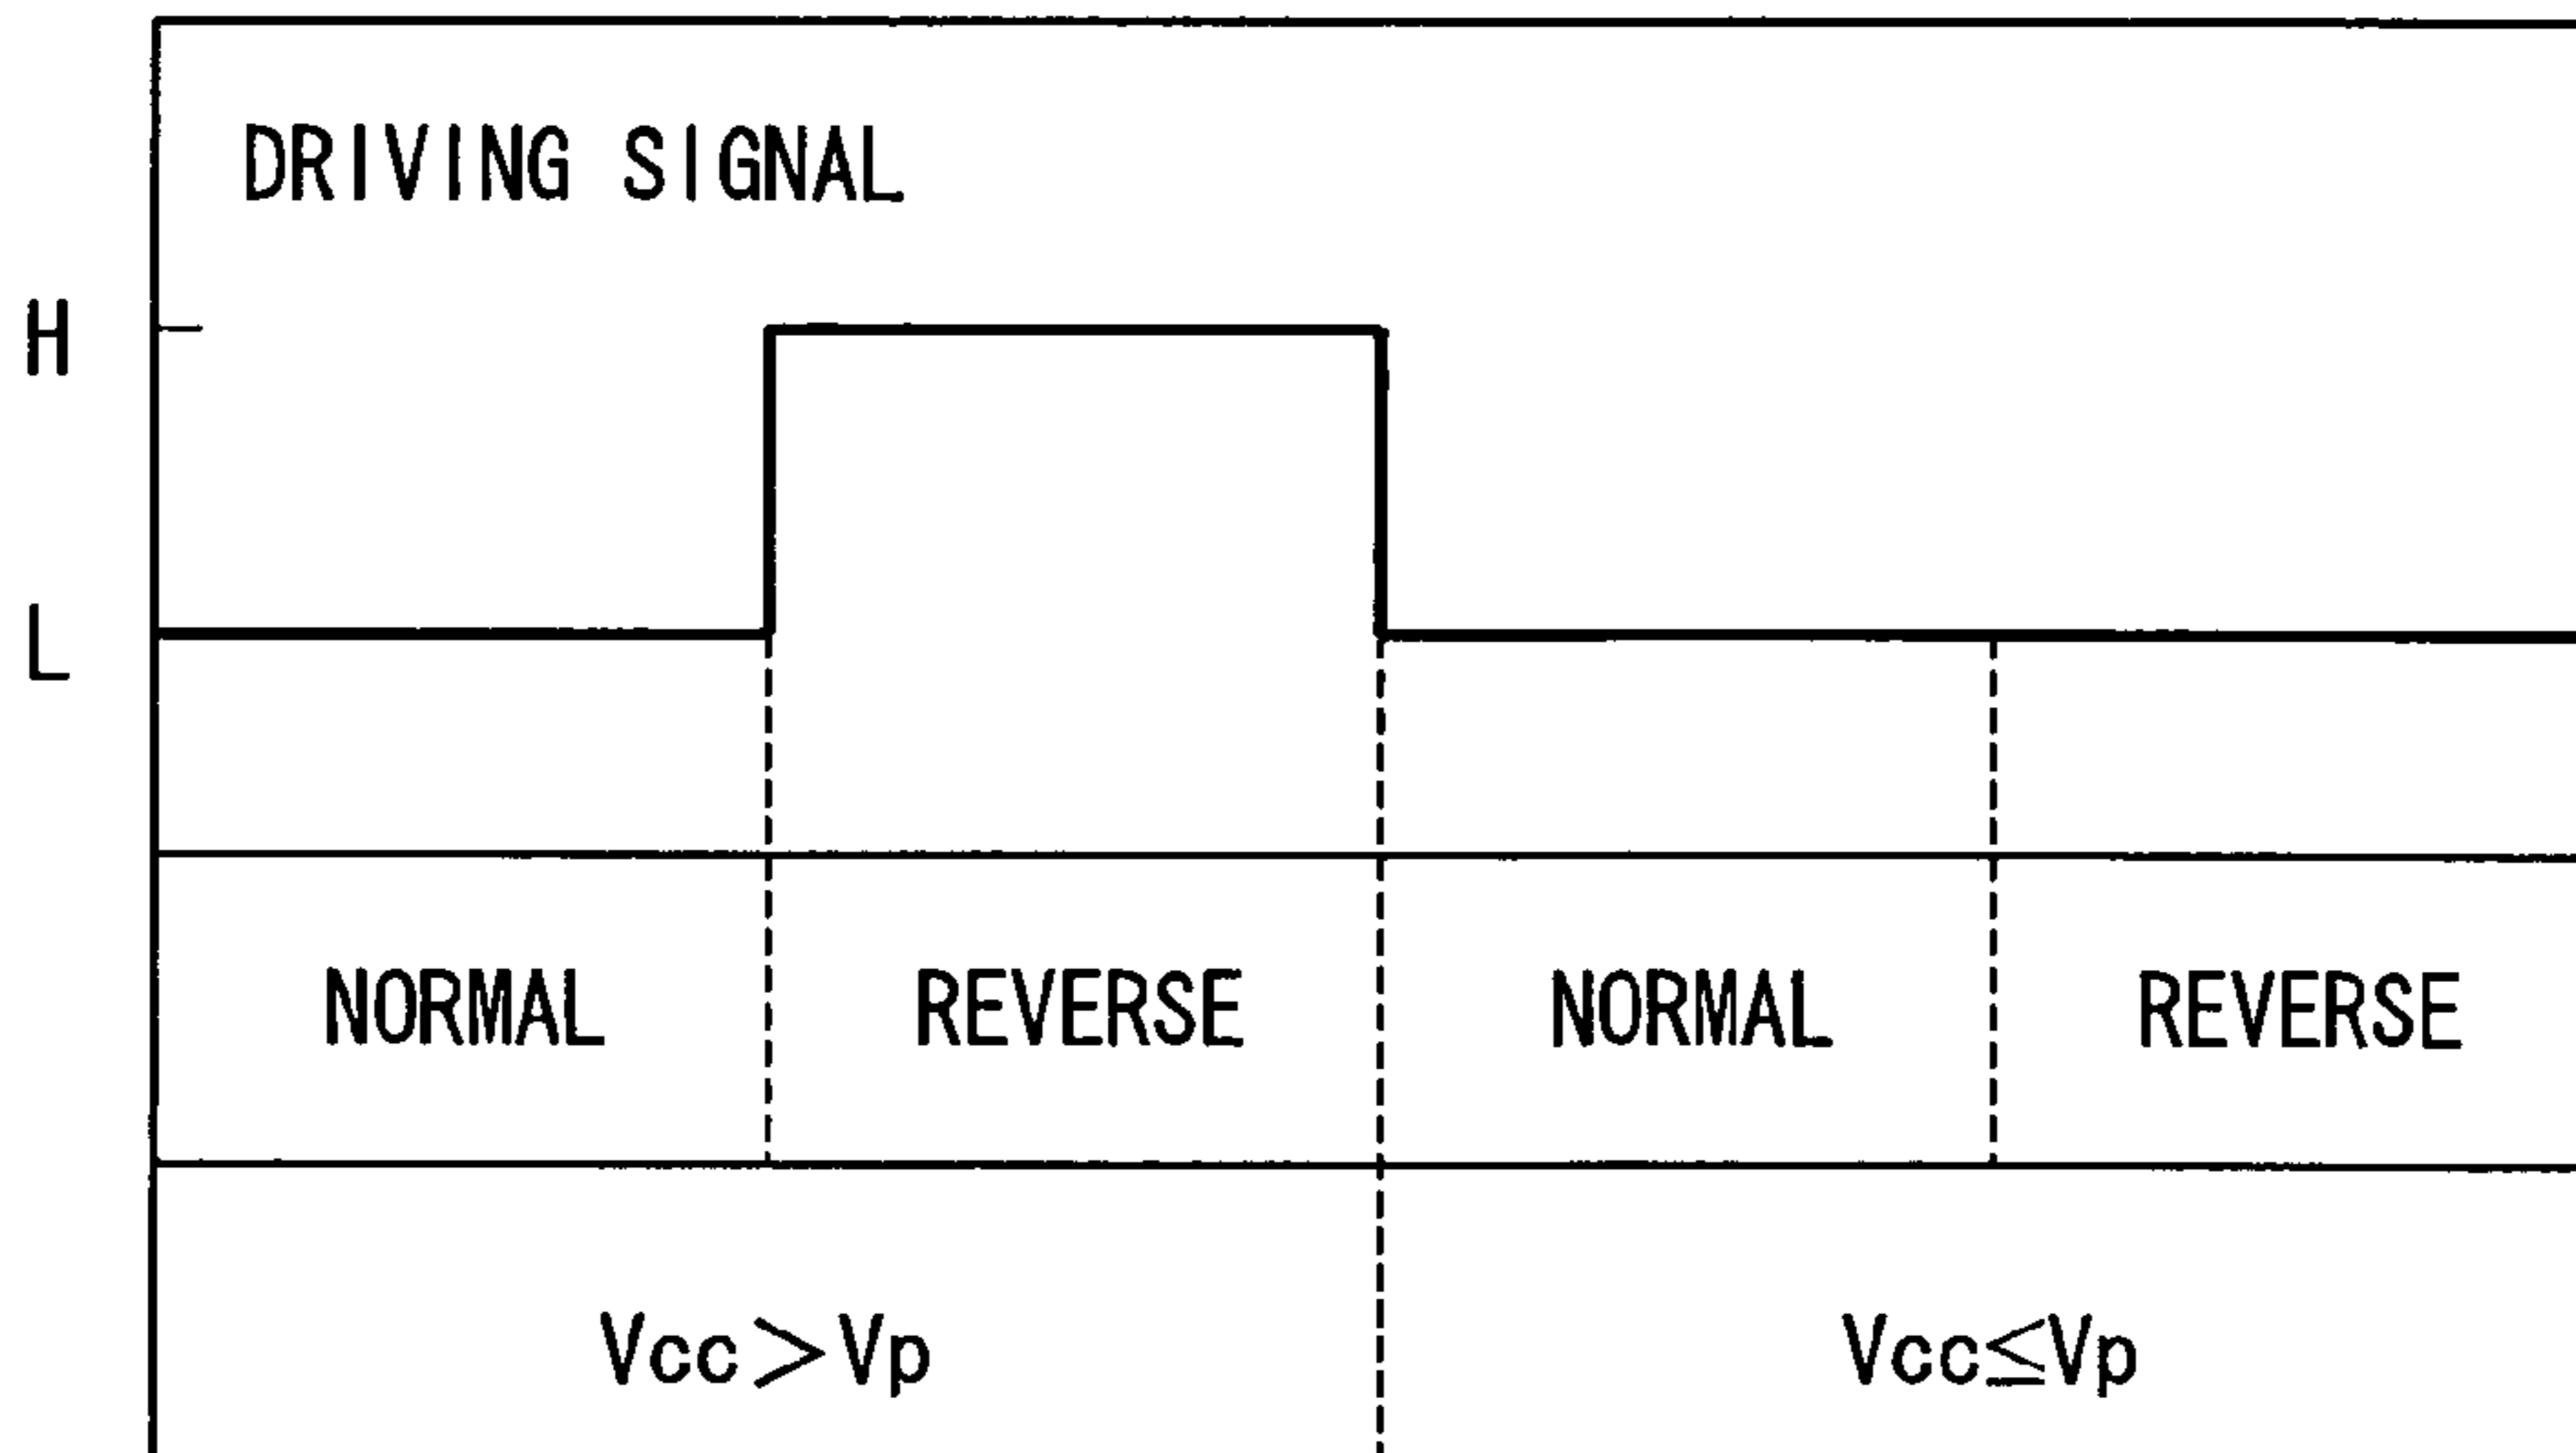 DRIVING SIGNAL
H
L
NORMAL REVERSE NORMAL REVERSE
Vcc>Vp Vcc≦Vp